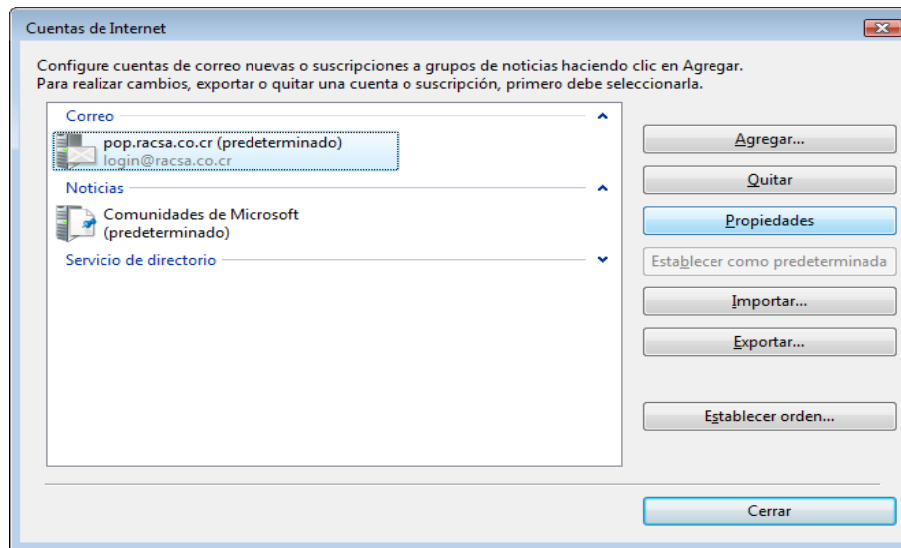 Cuentas de Internet
Configure cuentas de correo nuevas o suscripciones a grupos de noticias haciendo clic en Agregar.
Para realizar cambios, exportar o quitar una cuenta o suscripción, primero debe seleccionarla.
Correo
pop.racsa.co.cr (predeterminado)
login@racsa.co.cr
Noticias
Comunidades de Microsoft
(predeterminado)
Servicio de directorio
Agregar...
Quitar
Propiedades
Establecer como predeterminada
Importar...
Exportar...
Establecer orden...
Cerrar